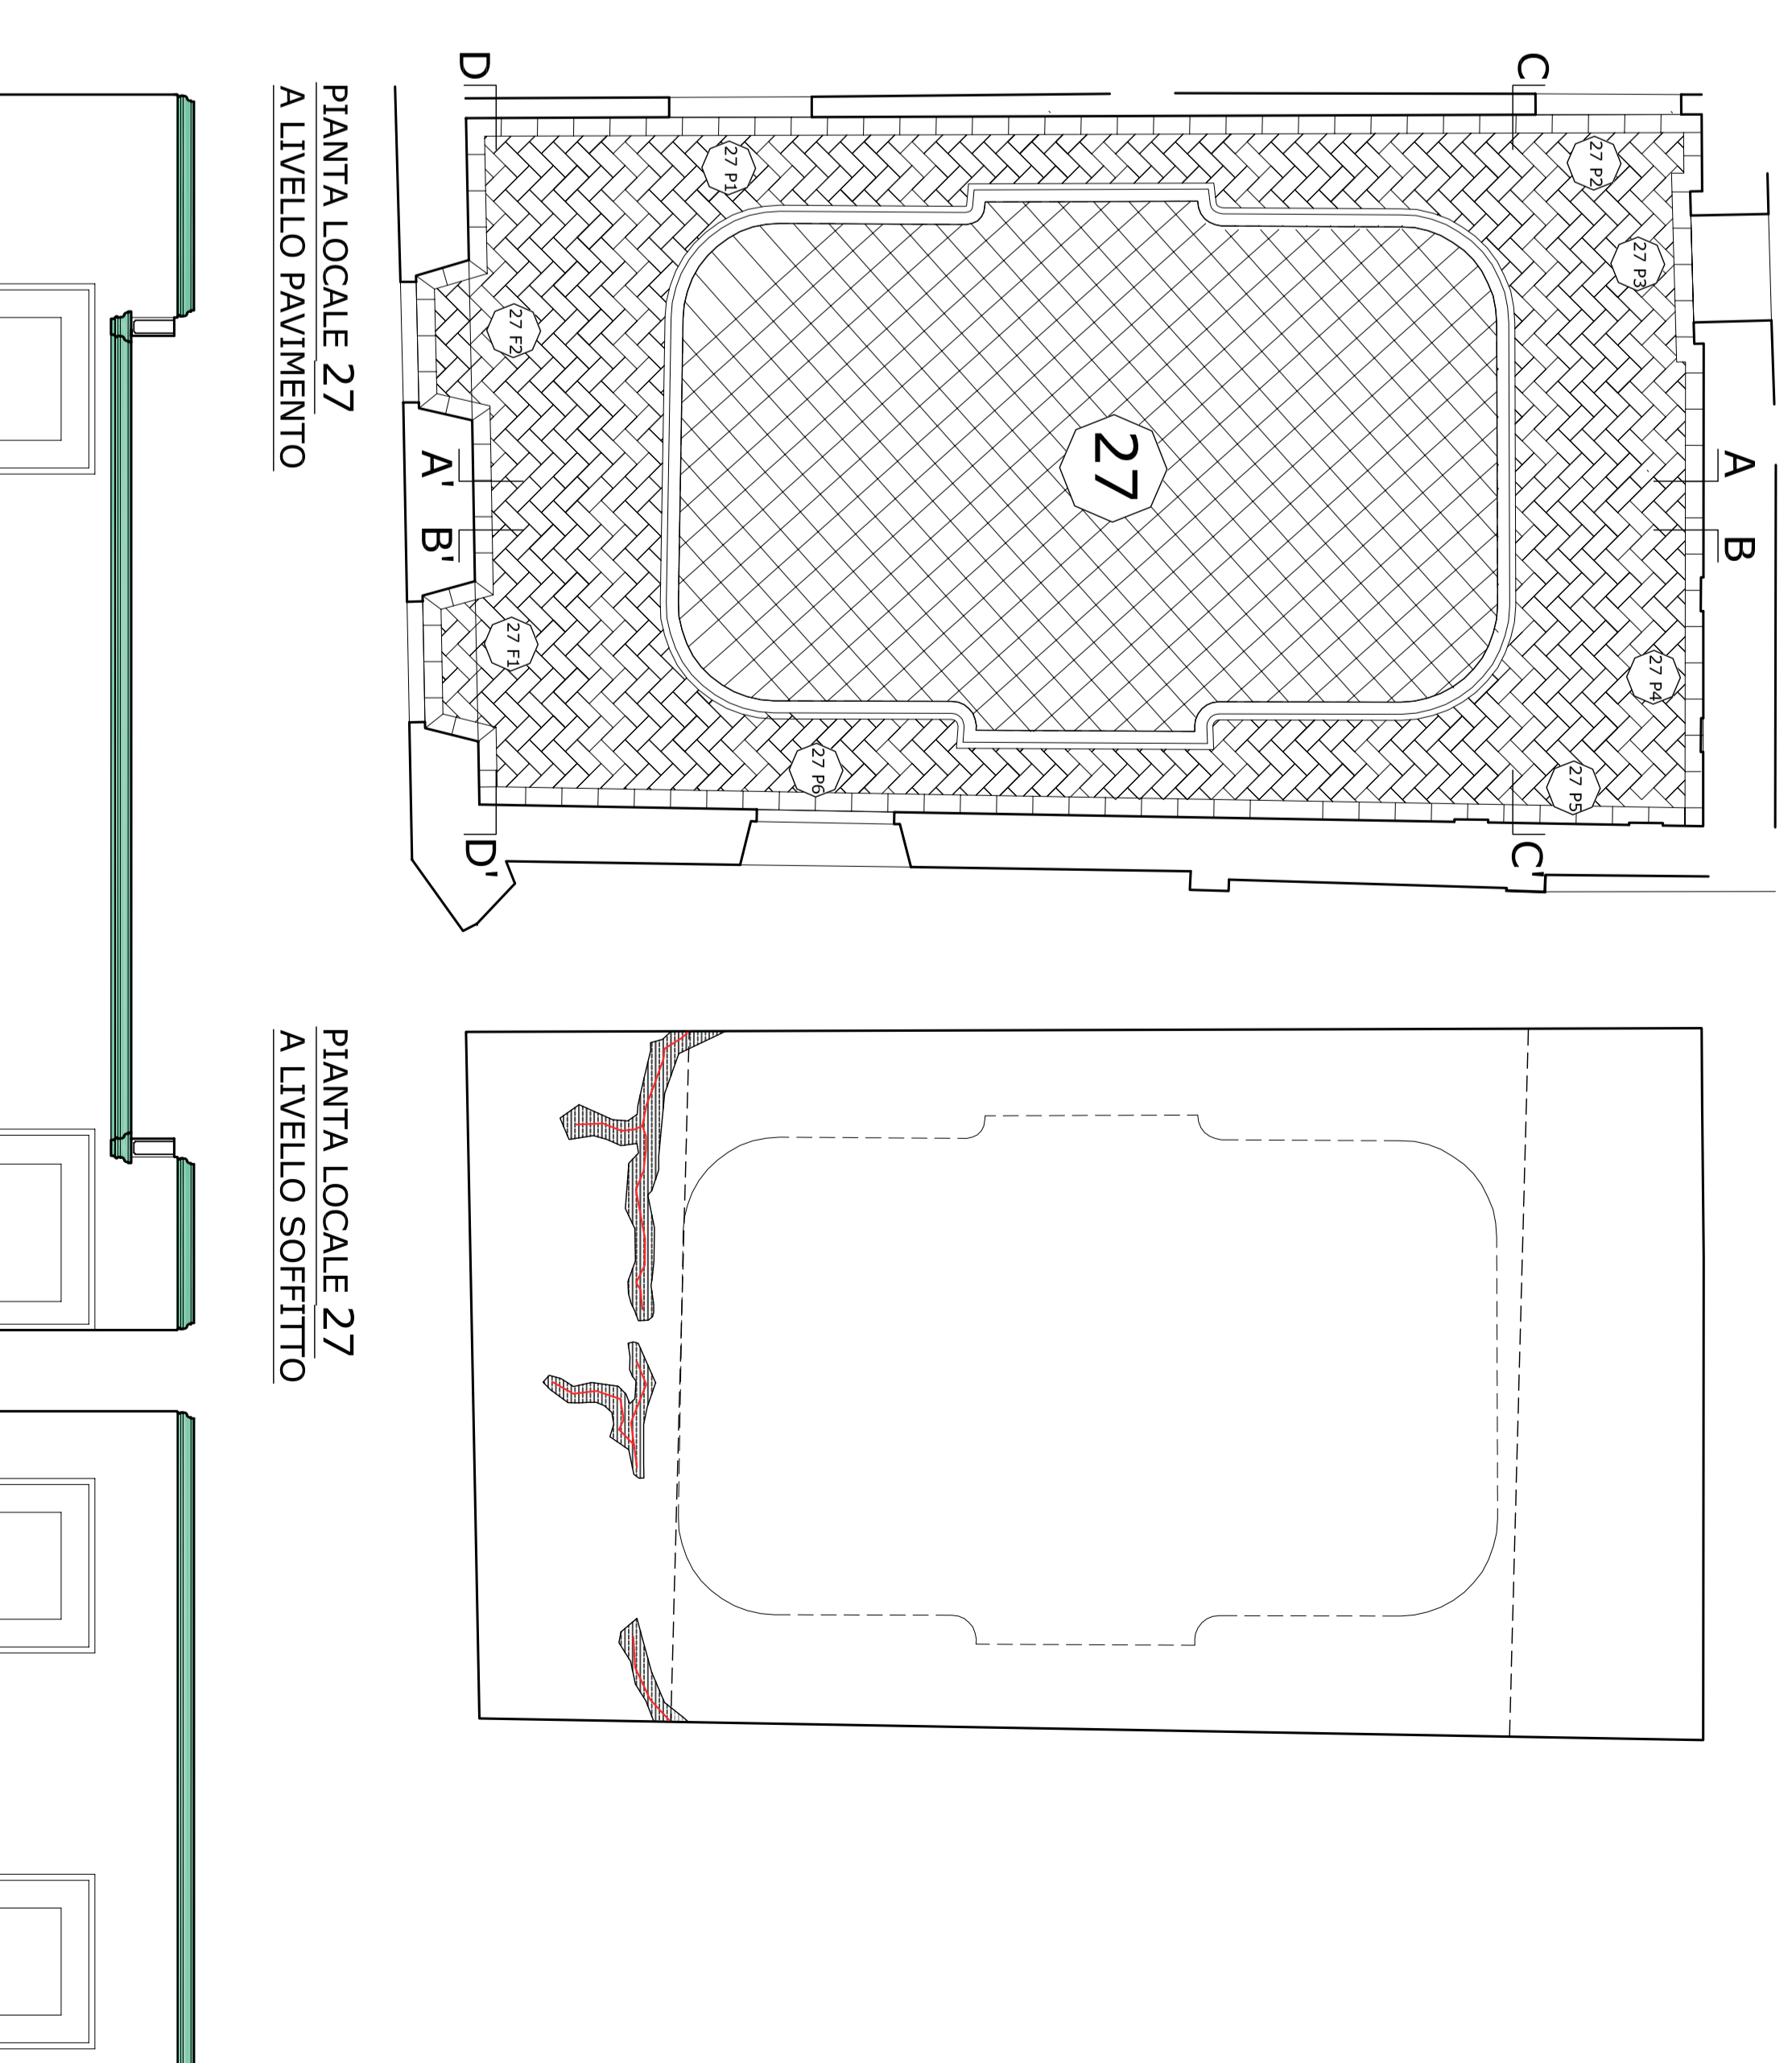 C
C'
27 P2
27 P3
27 P4
27 P5
A
B
27
27 P1
27 P6
27 F2
27 F1
A'
B'
D
D'
PIANTA LOCALE 27
A LIVELLO PAVIMENTO
PIANTA LOCALE 27
A LIVELLO SOFFITTO